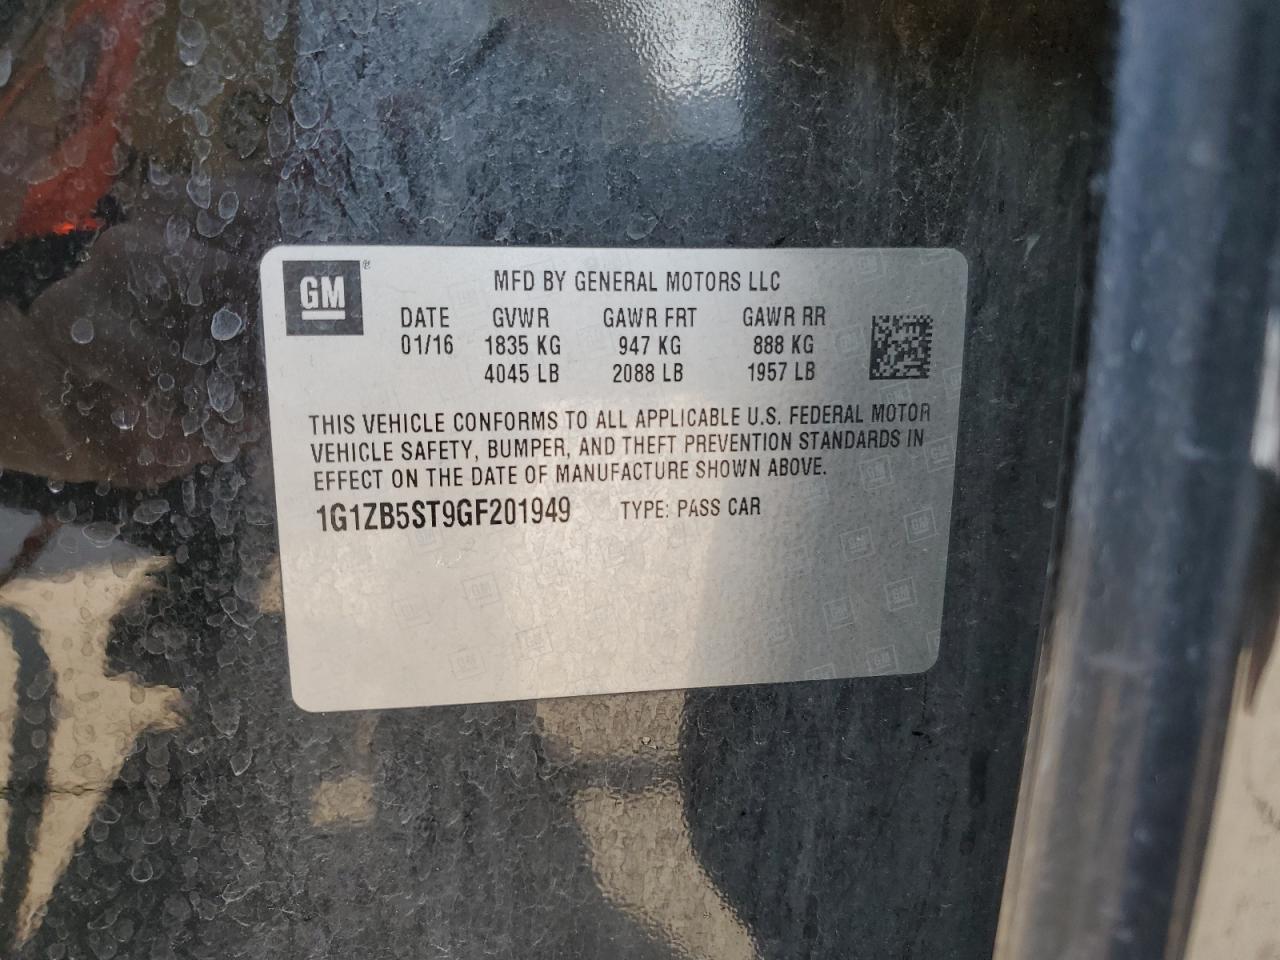 GM ® MFD BY GENERAL MOTORS LLC
DATE GVWR GAWR FRT GAWR RR
01/16 1835 KG 947 KG 888 KG
4045 LB 2088 LB 1957 LB
THIS VEHICLE CONFORMS TO ALL APPLICABLE U.S. FEDERAL MOTOR
VEHICLE SAFETY, BUMPER, AND THEFT PREVENTION STANDARDS IN
EFFECT ON THE DATE OF MANUFACTURE SHOWN ABOVE.
1G1ZB5ST9GF201949 TYPE: PASS CAR